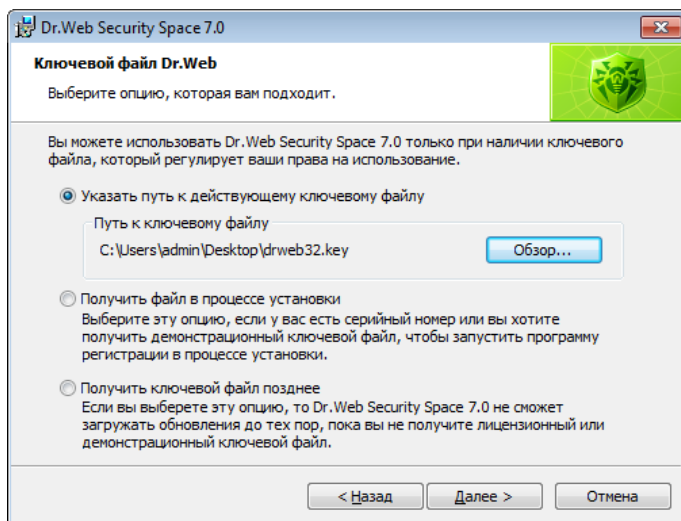 Dr.Web Security Space 7.0
Ключевой файл Dr.Web
Выберите опцию, которая вам подходит.
Вы можете использовать Dr.Web Security Space 7.0 только при наличии ключевого
файла, который регулирует ваши права на использование.
Указать путь к действующему ключевому файлу
Путь к ключевому файлу
C:\Users\admin\Desktop\drweb32.key
Обзор...
Получить файл в процессе установки
Выберите эту опцию, если у вас есть серийный номер или вы хотите
получить демонстрационный ключевой файл, чтобы запустить программу
регистрации в процессе установки.
Получить ключевой файл позднее
Если вы выберете эту опцию, то Dr.Web Security Space 7.0 не сможет
загружать обновления до тех пор, пока вы не получите лицензионный или
демонстрационный ключевой файл.
< Назад
Далее >
Отмена